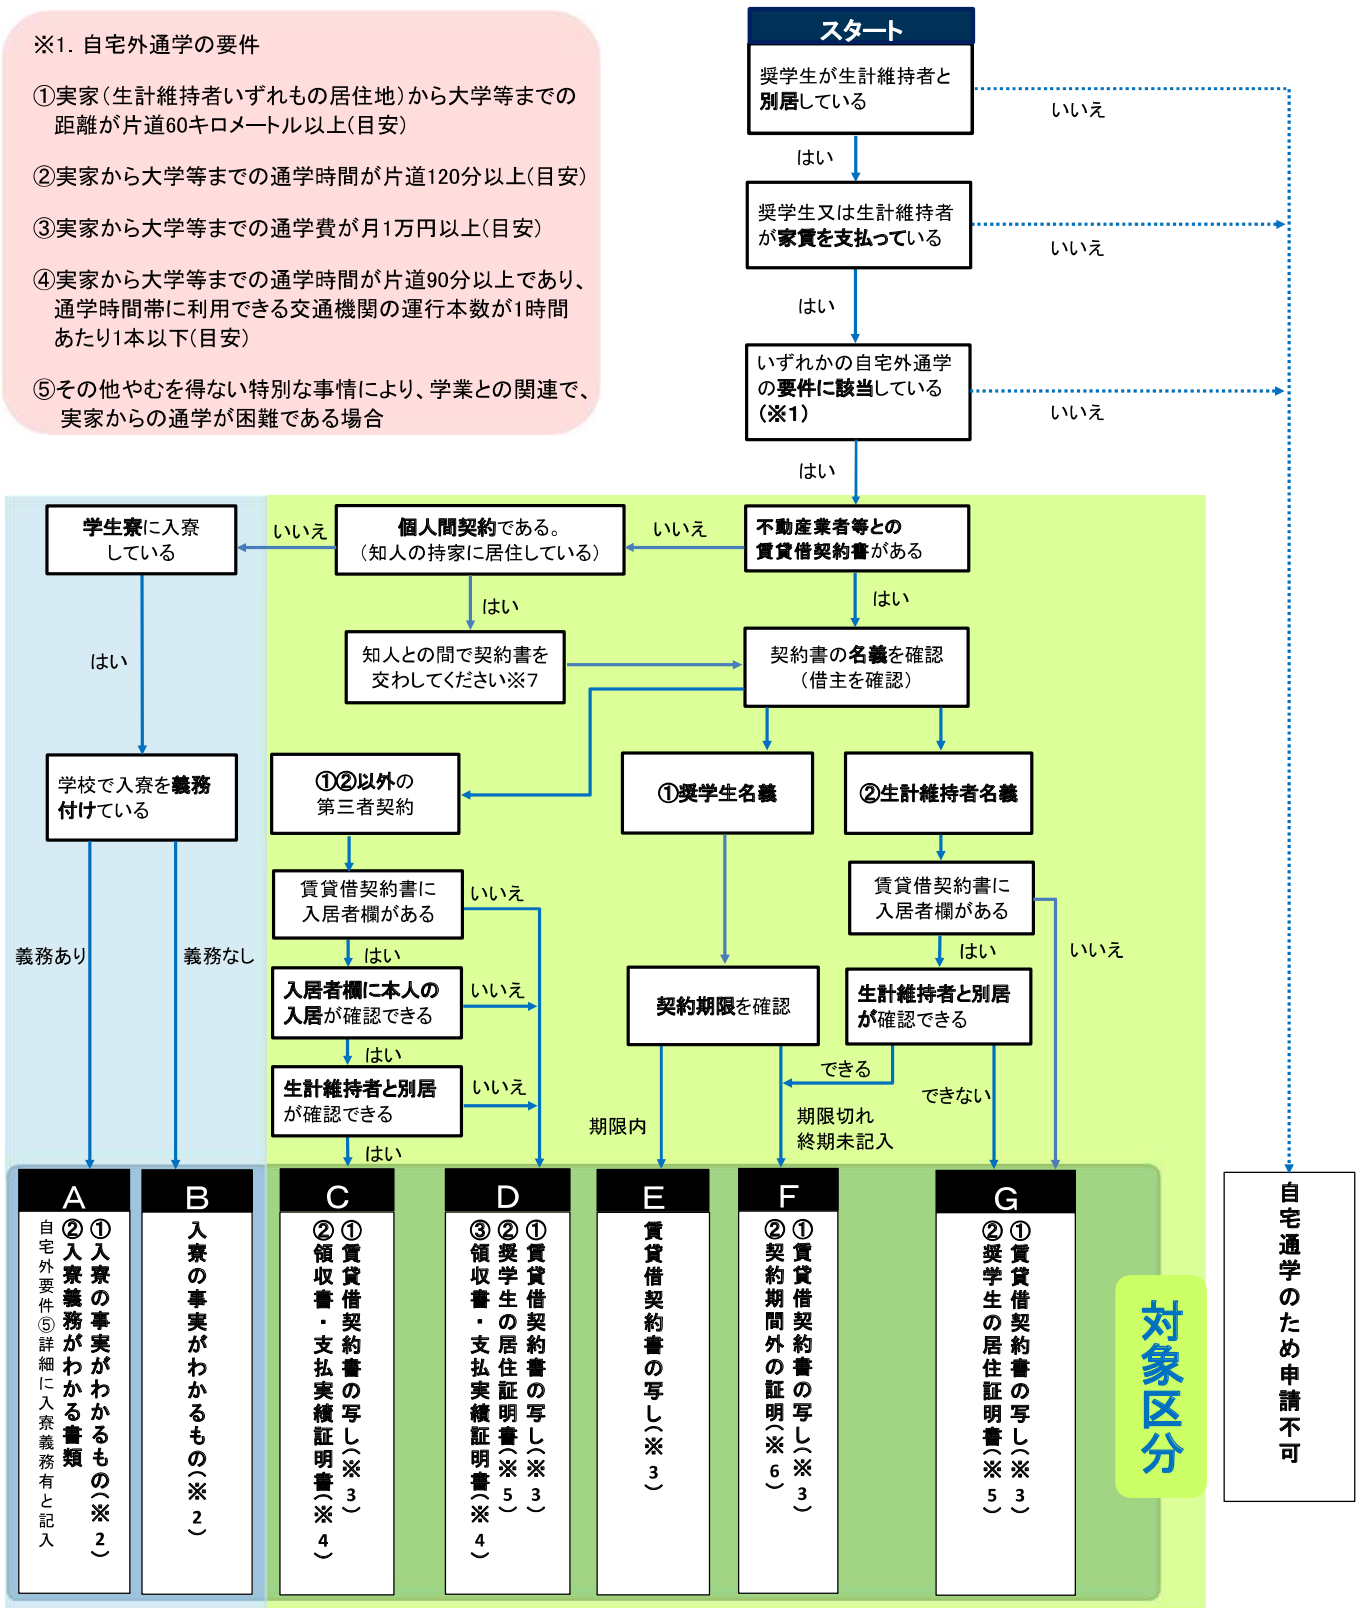 ※1．自宅外通学の要件
①実家（生計維持者いずれもの居住地）から大学等までの
距離が片道60キロメートル以上(目安)
②実家から大学等までの通学時間が片道120分以上(目安)
③実家から大学等までの通学費が月1万円以上(目安)
④実家から大学等までの通学時間が片道90分以上であり、
通学時間帯に利用できる交通機関の運行本数が1時間
あたり1本以下(目安)
⑤その他やむを得ない特別な事情により、学業との関連で、
実家からの通学が困難である場合
スタート
奨学生が生計維持者と
別居している
いいえ
はい
奨学生又は生計維持者
が家賃を支払っている
いいえ
はい
いずれかの自宅外通学
の要件に該当している
(※1)
いいえ
はい
学生寮に入寮
している
いいえ
個人間契約である。
（知人の持家に居住している）
いいえ
不動産業者等との
賃貸借契約書がある
はい
はい
はい
知人との間で契約書を
交わしてください※7
契約書の名義を確認
（借主を確認）
学校で入寮を義務
付けている
①②以外の
第三者契約
①奨学生名義
②生計維持者名義
賃貸借契約書に
入居者欄がある
いいえ
賃貸借契約書に
入居者欄がある
義務あり
義務なし
はい
はい
いいえ
入居者欄に本人の
入居が確認できる
いいえ
契約期限を確認
生計維持者と別居
が確認できる
はい
生計維持者と別居
が確認できる
いいえ
できる
できない
期限内
期限切れ
終期未記入
はい
A
①入寮の事実がわかるもの(※2)
②入寮義務がわかる書類
自宅外要件⑤詳細に入寮義務有と記入
B
入寮の事実がわかるもの(※2)
C
①賃貸借契約書の写し(※3)
②領収書・支払実績証明書(※4)
D
①賃貸借契約書の写し(※3)
②奨学生の居住証明書(※5)
③領収書・支払実績証明書(※4)
E
賃貸借契約書の写し(※3)
F
①賃貸借契約書の写し(※3)
②契約期間外の証明(※6)
G
①賃貸借契約書の写し(※3)
②奨学生の居住証明書(※5)
対象区分
自宅通学のため申請不可